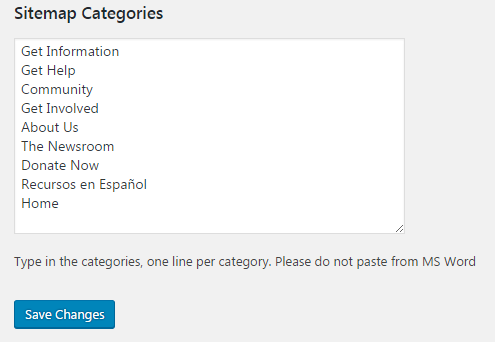 Sitemap Categories
Get Information
Get Help
Community
Get Involved
About Us
The Newsroom
Donate Now
Recursos en Español
Home
Type in the categories, one line per category. Please do not paste from MS Word
Save Changes